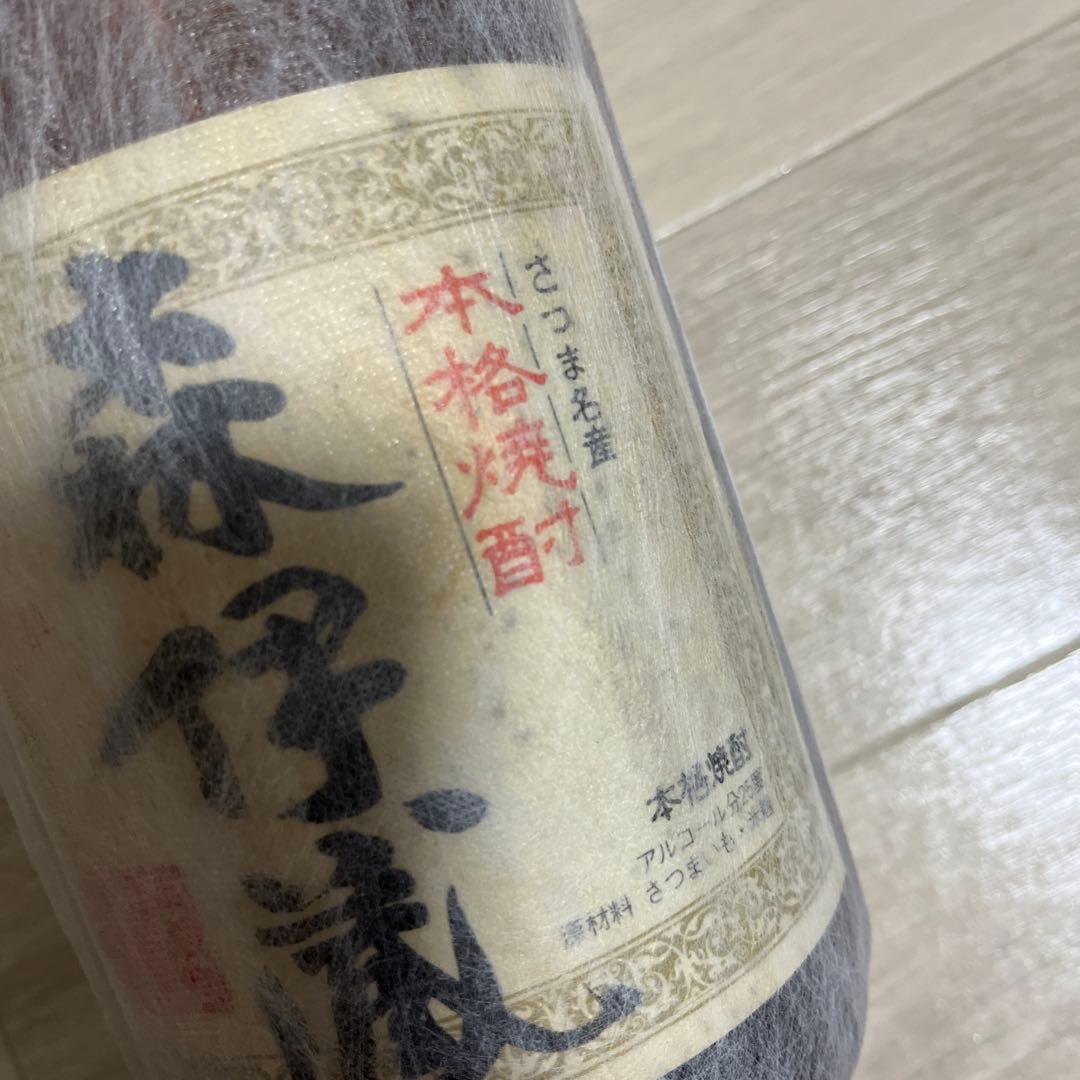 さつま名産
本格焼酎
森伊蔵
本格焼酎
アルコール分25度
原材料 さつまいも・米麹